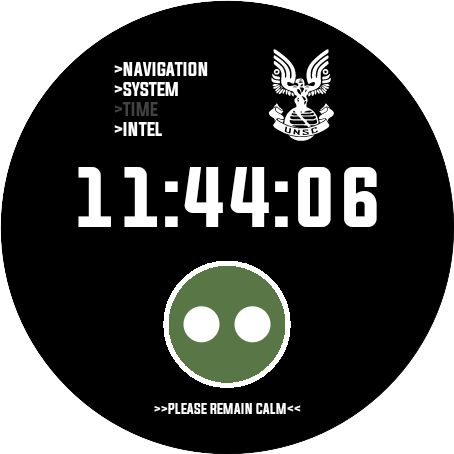 >NAVIGATION
>SYSTEM
>TIME
>INTEL
UNSC
11:44:06
>>PLEASE REMAIN CALM<<